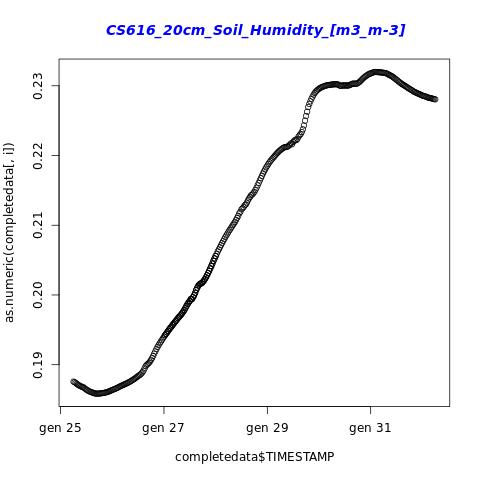 CS616_20cm_Soil_Humidity_[m3_m-3]
as.numeric(completedata[, i])
0.23
0.22
0.21
0.20
0.19
gen 25 gen 27 gen 29 gen 31
completedata$TIMESTAMP